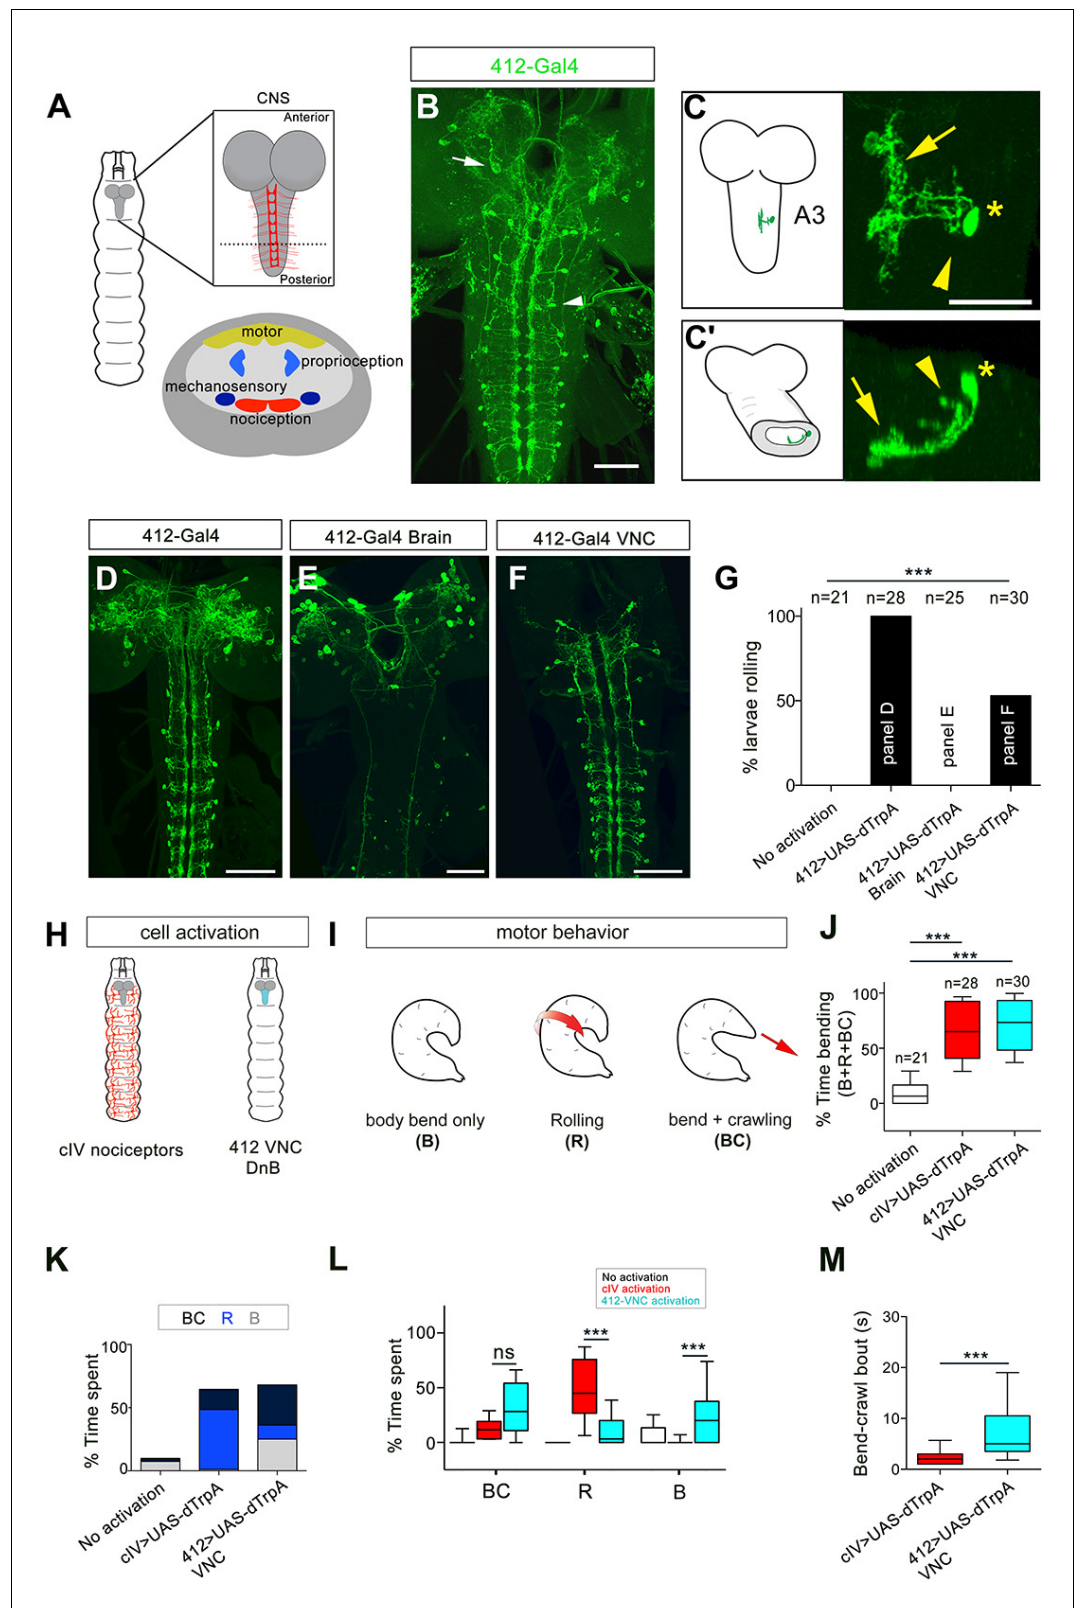 412-Gal4
A
CNS
Anterior
Posterior
motor
proprioception
mechanosensory
nociception
B
C
A3
*
C'
*
412-Gal4
412-Gal4 Brain
412-Gal4 VNC
D
E
F
G
***
n=21 n=28 n=25 n=30
100
50
0
% larvae rolling
panel D
panel E
panel F
No activation
412>UAS-dTrpA
412>UAS-dTrpA
Brain
412>UAS-dTrpA
VNC
H
cell activation
cIV nociceptors
412 VNC
DnB
I
motor behavior
body bend only
(B)
Rolling
(R)
bend + crawling
(BC)
J
***
***
n=28 n=30
n=21
100
50
0
% Time bending
(B+R+BC)
No activation
cIV>UAS-dTrpA
412>UAS-dTrpA
VNC
K
BC R B
100
50
0
% Time spent
No activation
cIV>UAS-dTrpA
412>UAS-dTrpA
VNC
L
No activation
cIV activation
412-VNC activation
100
50
0
% Time spent
ns
***
***
BC R B
M
30
20
10
0
Bend-crawl bout (s)
***
cIV>UAS-dTrpA
412>UAS-dTrpA
VNC